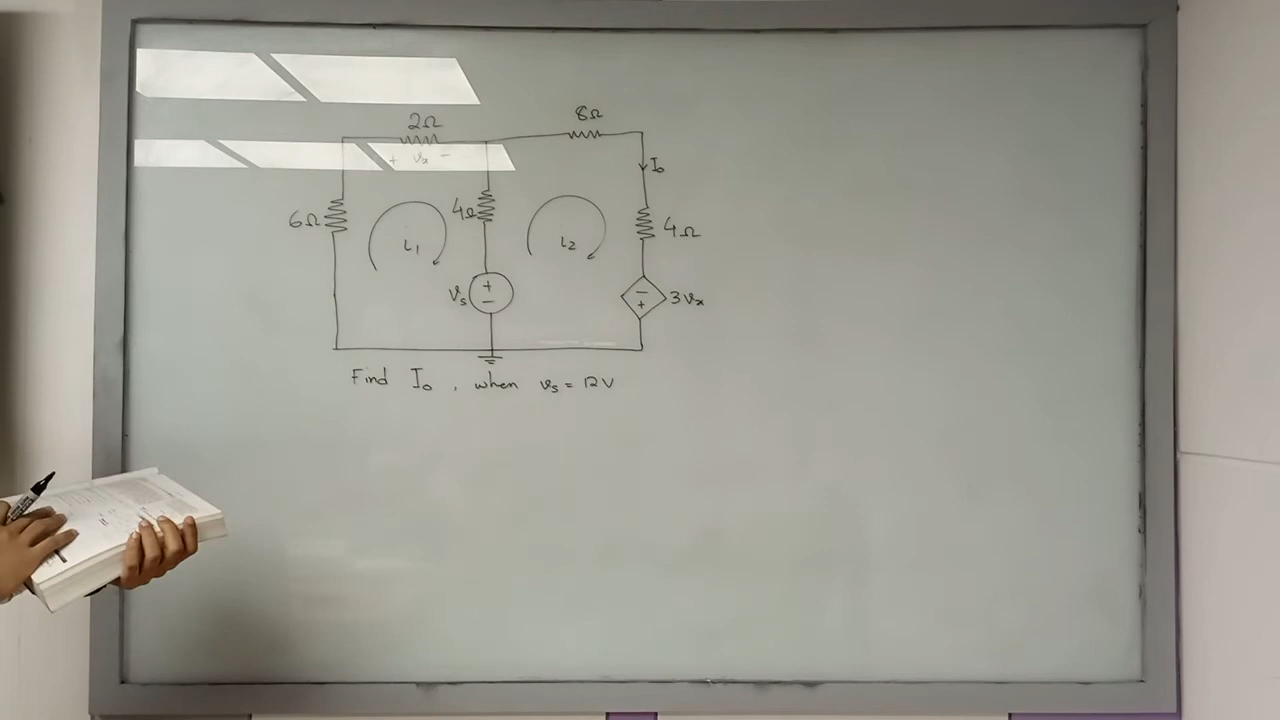 2Ω
8Ω
+ vx −
Io
6Ω
4Ω
i1
i2
4Ω
Vs
+
−
−
+
3vx
Find Io , when vs = 12V